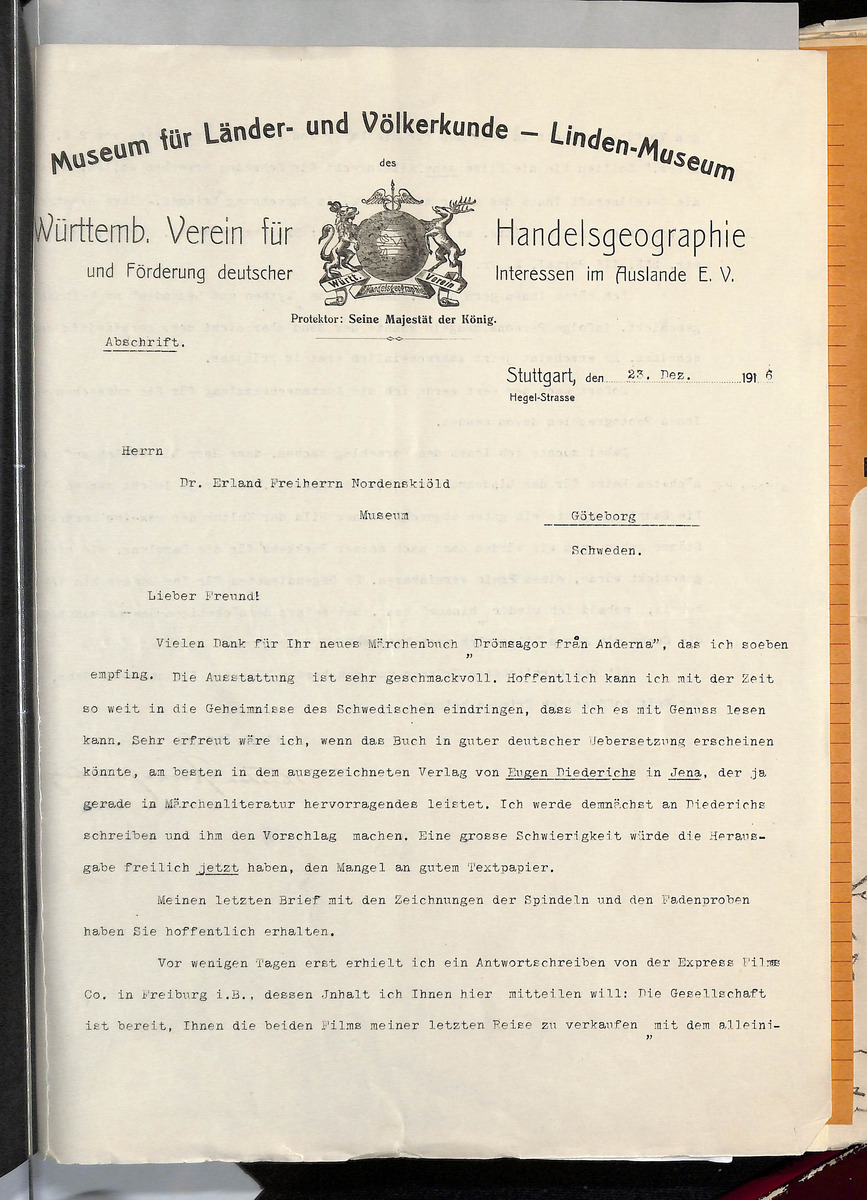 Museum für Länder- und Völkerkunde – Linden-Museum
des
Württemb. Verein für Handelsgeographie
und Förderung deutscher Interessen im Auslande E. V.
Württ. Verein
Handelsgeographie
Protektor: Seine Majestät der König.
Abschrift.
Stuttgart, den 23. Dez. 1916
Hegel-Strasse
Herrn
Dr. Erland Freiherrn Nordenskiöld
Museum Göteborg
Schweden.
Lieber Freund!
Vielen Dank für Ihr neues Märchenbuch „Drömsagor från Anderna", das ich soeben
empfing. Die Ausstattung ist sehr geschmackvoll. Hoffentlich kann ich mit der Zeit
so weit in die Geheimnisse des Schwedischen eindringen, dass ich es mit Genuss lesen
kann. Sehr erfreut wäre ich, wenn das Buch in guter deutscher Uebersetzung erscheinen
könnte, am besten in dem ausgezeichneten Verlag von Eugen Diederichs in Jena, der ja
gerade in Märchenliteratur hervorragendes leistet. Ich werde demnächst an Diederichs
schreiben und ihm den Vorschlag machen. Eine grosse Schwierigkeit würde die Heraus-
gabe freilich jetzt haben, den Mangel an gutem Textpapier.
Meinen letzten Brief mit den Zeichnungen der Spindeln und den Fadenproben
haben Sie hoffentlich erhalten.
Vor wenigen Tagen erst erhielt ich ein Antwortschreiben von der Express Films
Co. in Freiburg i.B., dessen Jnhalt ich Ihnen hier mitteilen will: Die Gesellschaft
ist bereit, Ihnen die beiden Films meiner letzten Reise zu verkaufen „mit dem alleini-